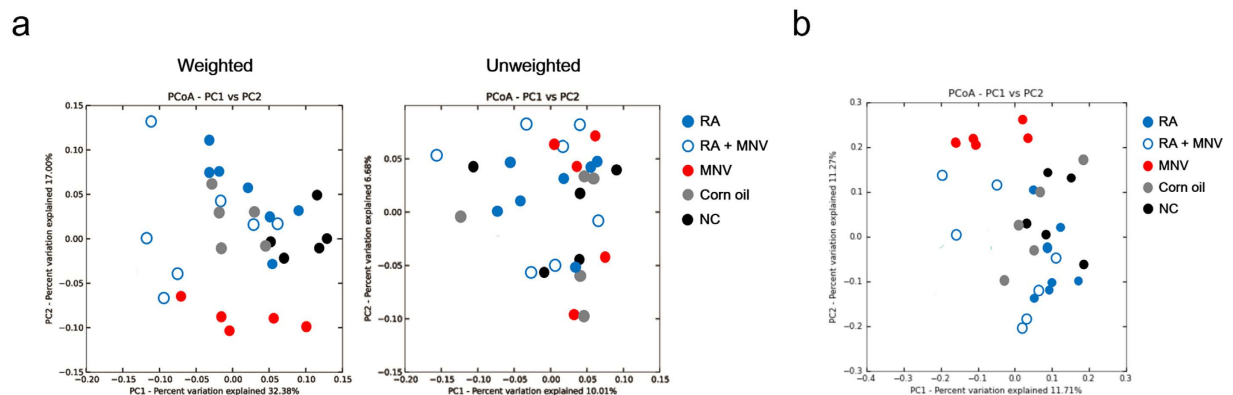 a
b
Weighted
Unweighted
PCoA - PC1 vs PC2
0.15
0.10
0.05
0.00
−0.05
−0.10
−0.15
−0.20
−0.15
−0.10
−0.05
0.00
0.05
0.10
0.15
PC2 - Percent variation explained 17.00%
PC1 - Percent variation explained 32.38%
PCoA - PC1 vs PC2
0.05
0.00
−0.05
−0.10
−0.15
−0.20
−0.15
−0.10
−0.05
0.00
0.05
0.10
0.15
PC2 - Percent variation explained 6.68%
PC1 - Percent variation explained 10.01%
RA
RA + MNV
MNV
Corn oil
NC
PCoA - PC1 vs PC2
0.3
0.2
0.1
0.0
−0.1
−0.2
−0.3
−0.4
−0.3
−0.2
−0.1
0.0
0.1
0.2
0.3
PC2 - Percent variation explained 11.27%
PC1 - Percent variation explained 11.71%
RA
RA + MNV
MNV
Corn oil
NC